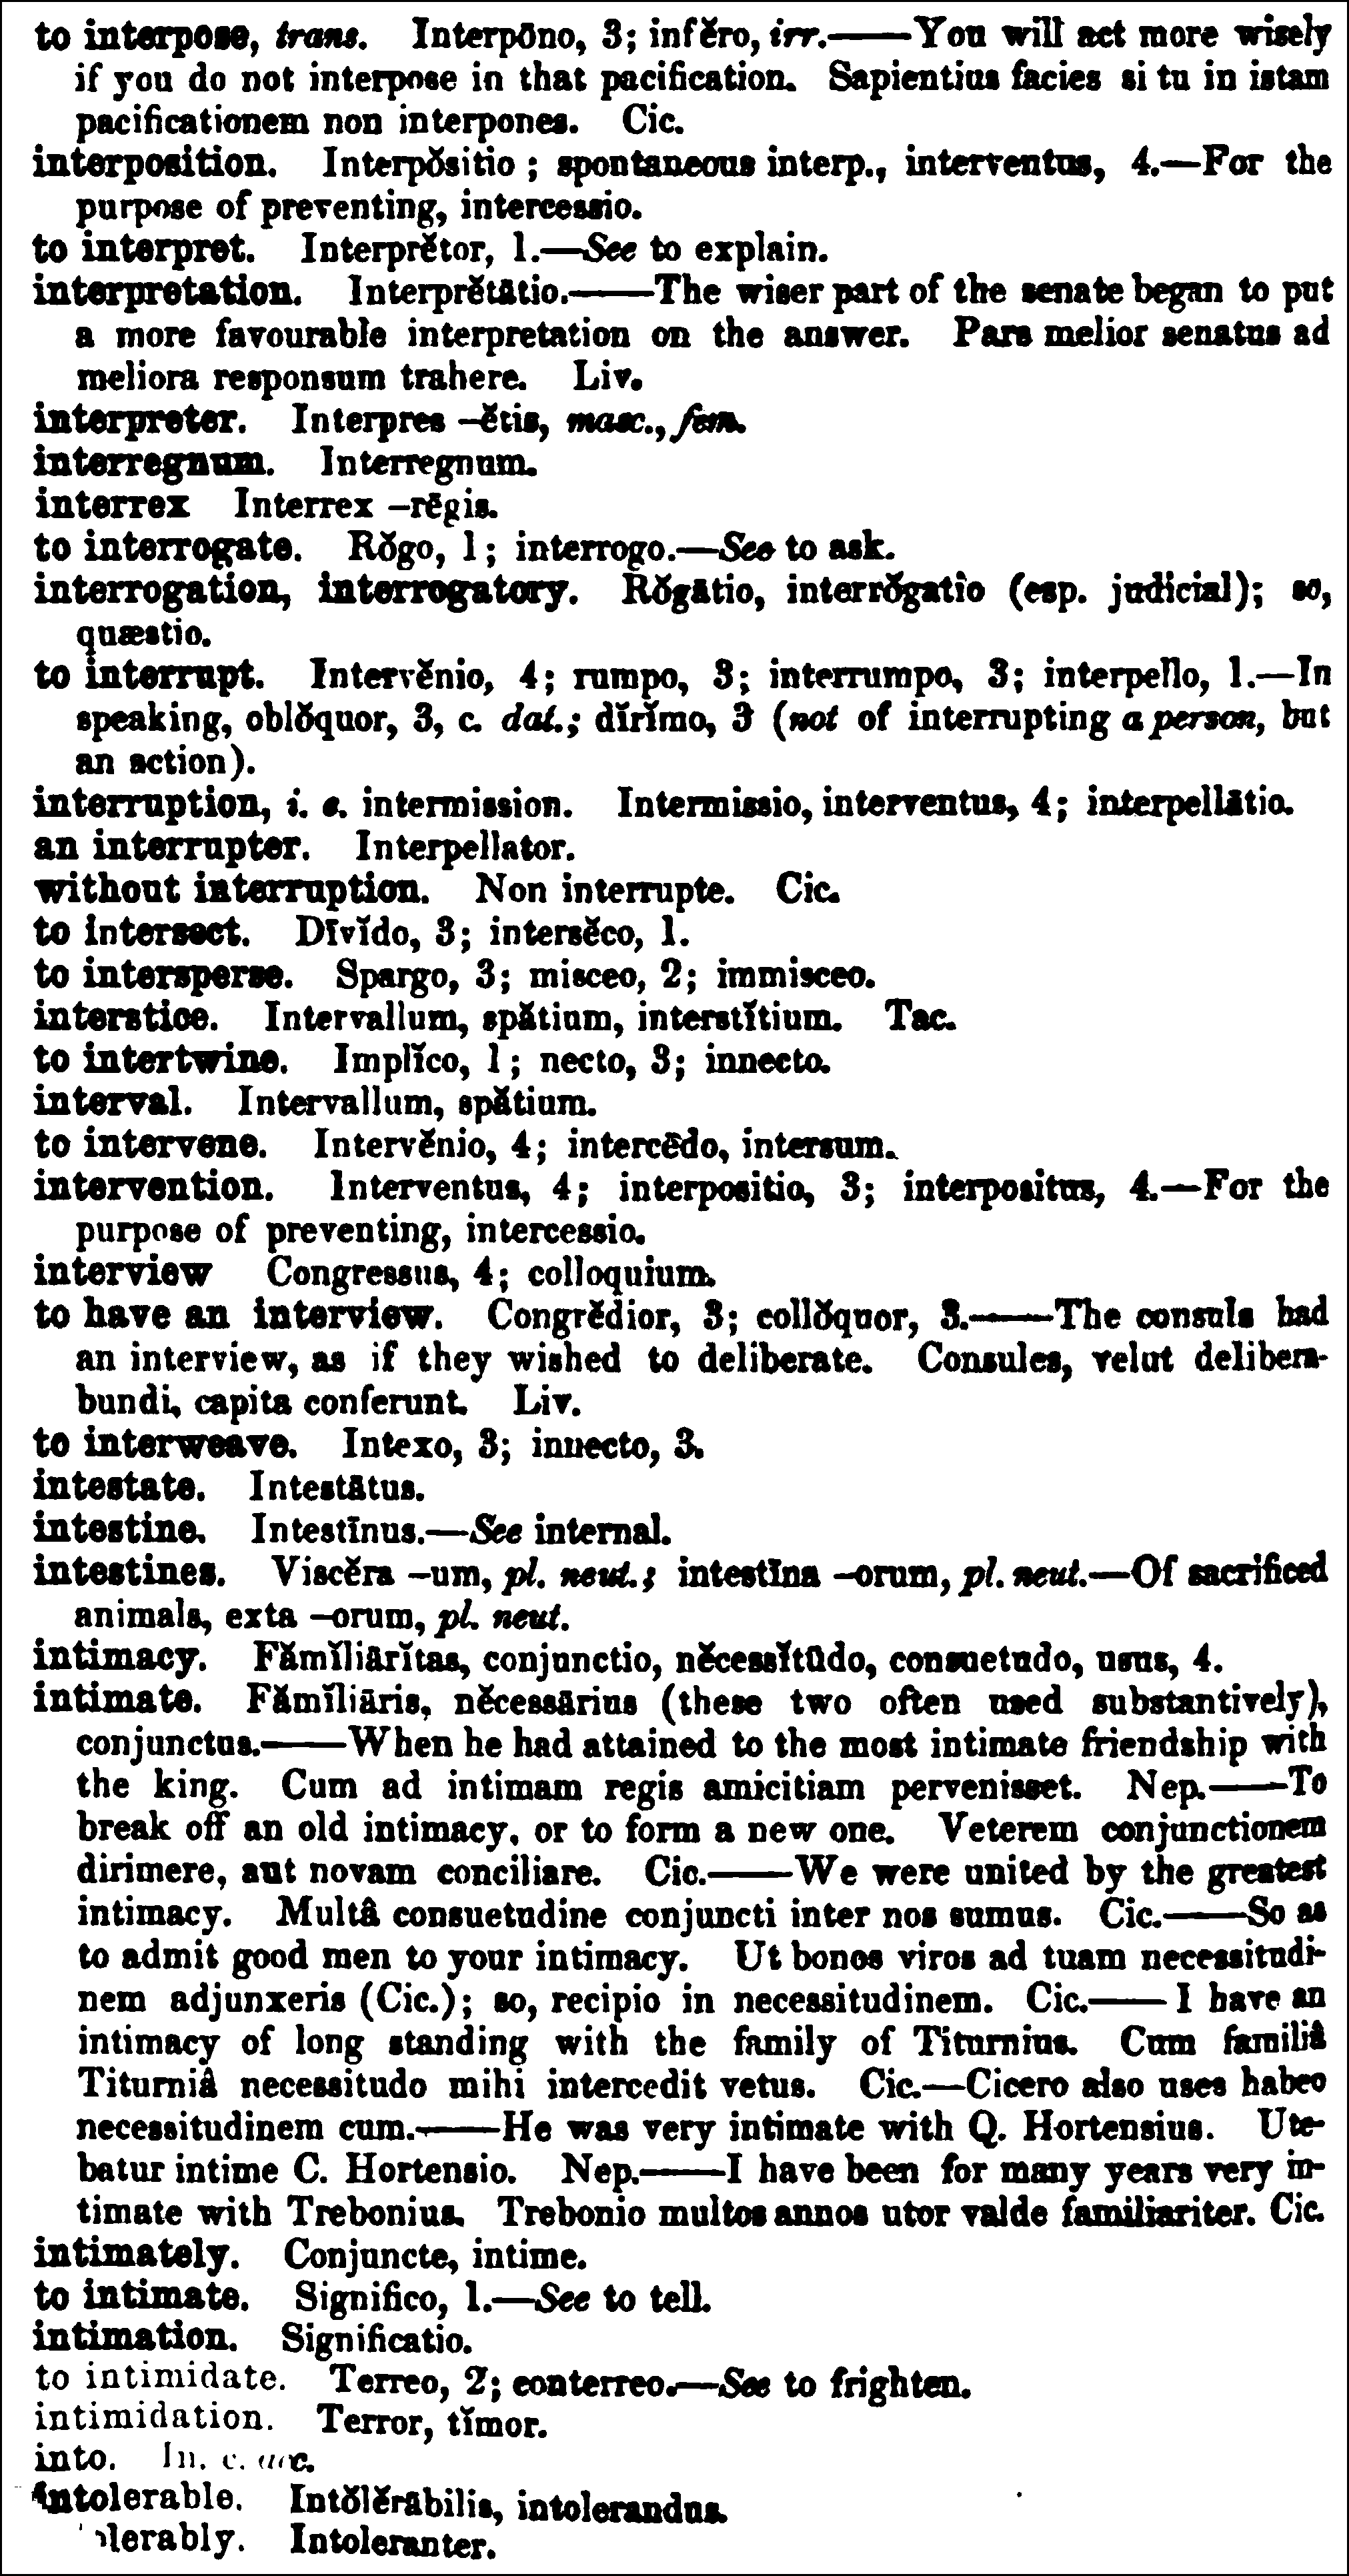 to interpose, trans. Interpōno, 3; infĕro, irr.——You will act more wisely
if you do not interpose in that pacification. Sapientius facies si tu in istam
pacificationem non interpones. Cic.
interposition. Interpŏsitio; spontaneous interp., interventus, 4.—For the
purpose of preventing, intercessio.
to interpret. Interprĕtor, 1.—See to explain.
interpretation. Interprĕtātio.——The wiser part of the senate began to put
a more favourable interpretation on the answer. Pars melior senatus ad
meliora responsum trahere. Liv.
interpreter. Interpres –ĕtis, masc., fem.
interregnum. Interregnum.
interrex Interrex –rēgis.
to interrogate. Rŏgo, 1; interrogo.—See to ask.
interrogation, interrogatory. Rŏgātio, interrŏgatio (esp. judicial); so,
quæstio.
to interrupt. Intervĕnio, 4; rumpo, 3; interrumpo, 3; interpello, 1.—In
speaking, oblŏquor, 3, c. dat.; dĭrĭmo, 3 (not of interrupting a person, but
an action).
interruption, i. e. intermission. Intermissio, interventus, 4; interpellātio.
an interrupter. Interpellator.
without interruption. Non interrupte. Cic.
to intersect. Dīvĭdo, 3; intersĕco, 1.
to intersperse. Spargo, 3; misceo, 2; immisceo.
interstice. Intervallum, spătium, interstĭtium. Tac.
to intertwine. Implĭco, 1; necto, 3; innecto.
interval. Intervallum, spătium.
to intervene. Intervĕnio, 4; intercēdo, intersum.
intervention. Interventus, 4; interpositio, 3; interpositus, 4.—For the
purpose of preventing, intercessio.
interview Congressus, 4; colloquium.
to have an interview. Congrĕdior, 3; collŏquor, 3.——The consuls had
an interview, as if they wished to deliberate. Consules, velut delibera-
bundi, capita conferunt. Liv.
to interweave. Intexo, 3; innecto, 3.
intestate. Intestātus.
intestine. Intestīnus.—See internal.
intestines. Viscĕra –um, pl. neut.; intestīna –orum, pl. neut.—Of sacrificed
animals, exta –orum, pl. neut.
intimacy. Fămĭliārĭtas, conjunctio, nĕcessĭtūdo, consuetudo, usus, 4.
intimate. Fămĭliāris, nĕcessārius (these two often used substantively),
conjunctus.——When he had attained to the most intimate friendship with
the king. Cum ad intimam regis amicitiam pervenisset. Nep.——To
break off an old intimacy, or to form a new one. Veterem conjunctionem
dirimere, aut novam conciliare. Cic.——We were united by the greatest
intimacy. Multâ consuetudine conjuncti inter nos sumus. Cic.——So as
to admit good men to your intimacy. Ut bonos viros ad tuam necessitudi-
nem adjunxeris (Cic.); so, recipio in necessitudinem. Cic.——I have an
intimacy of long standing with the family of Titurnius. Cum familiâ
Titurniâ necessitudo mihi intercedit vetus. Cic.—Cicero also uses habeo
necessitudinem cum.——He was very intimate with Q. Hortensius. Ute-
batur intime C. Hortensio. Nep.——I have been for many years very in-
timate with Trebonius. Trebonio multos annos utor valde familiariter. Cic.
intimately. Conjuncte, intime.
to intimate. Significo, 1.—See to tell.
intimation. Significatio.
to intimidate. Terreo, 2; conterreo.—See to frighten.
intimidation. Terror, tĭmor.
into. In. c. acc.
intolerable. Intŏlĕrābilis, intolerandus.
lerably. Intoleranter.